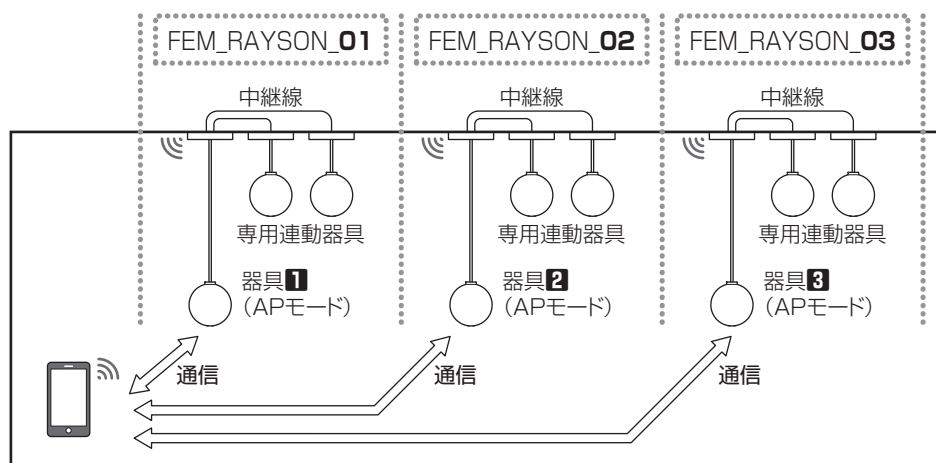 FEM_RAYSON_01
FEM_RAYSON_02
FEM_RAYSON_03
中継線
中継線
中継線
専用連動器具
専用連動器具
専用連動器具
器具1
（APモード）
器具2
（APモード）
器具3
（APモード）
通信
通信
通信